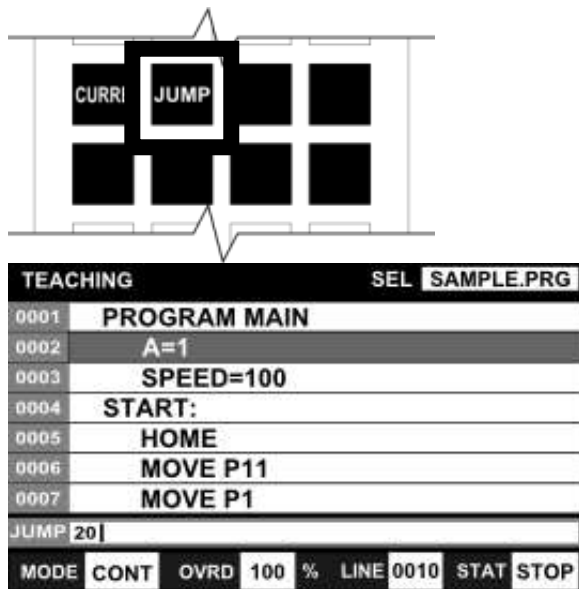 CURRE JUMP
TEACHING SEL SAMPLE.PRG
0001 PROGRAM MAIN
0002 A=1
0003 SPEED=100
0004 START:
0005 HOME
0006 MOVE P11
0007 MOVE P1
JUMP 20
MODE CONT OVRD 100 % LINE 0010 STAT STOP